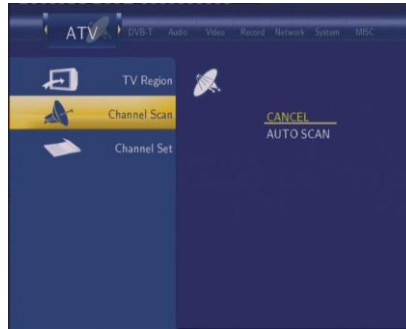 ATV DVB-T Audio Video Record Network System MISC
TV Region
Channel Scan
Channel Set
CANCEL
AUTO SCAN